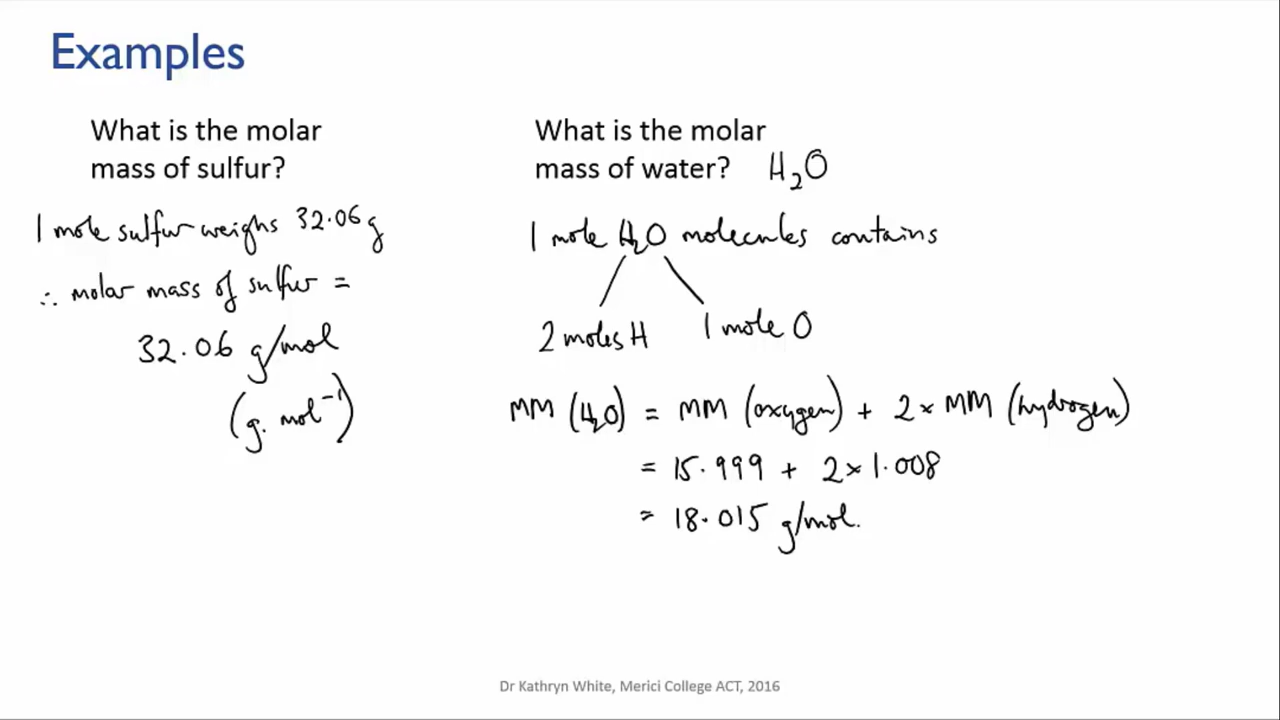 Examples
What is the molar
mass of sulfur?
1 mole sulfur weighs 32.06 g
∴ molar mass of sulfur =
32.06 g/mol
(g. mol⁻¹)
What is the molar
mass of water? H₂O
1 mole H₂O molecules contains
2 moles H 1 mole O
MM (H₂O) = MM (oxygen) + 2 × MM (hydrogen)
= 15.999 + 2 × 1.008
= 18.015 g/mol.
Dr Kathryn White, Merici College ACT, 2016